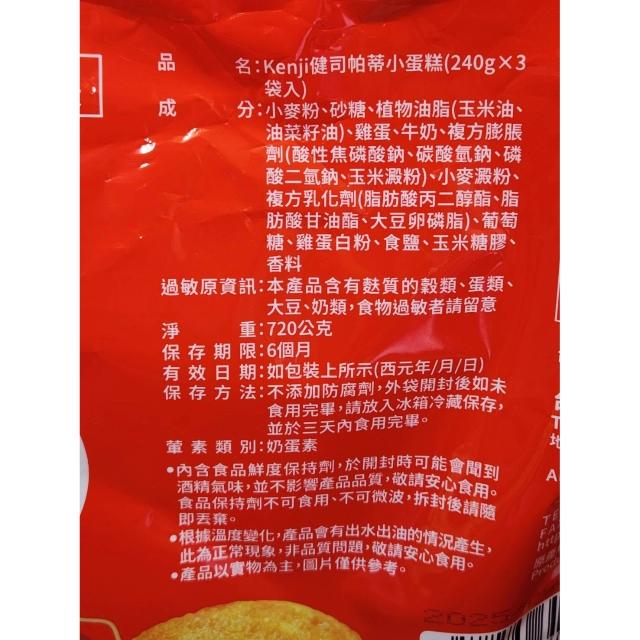 品名：Kenji健司帕蒂小蛋糕(240g×3
袋入)
成分：小麥粉、砂糖、植物油脂(玉米油、
油菜籽油)、雞蛋、牛奶、複方膨脹
劑(酸性焦磷酸鈉、碳酸氫鈉、磷
酸二氫鈉、玉米澱粉)、小麥澱粉、
複方乳化劑(脂肪酸丙二醇酯、脂
肪酸甘油酯、大豆卵磷脂)、葡萄
糖、雞蛋白粉、食鹽、玉米糖膠、
香料
過敏原資訊：本產品含有麩質的穀類、蛋類、
大豆、奶類，食物過敏者請留意
淨重：720公克
保存期限：6個月
有效日期：如包裝上所示(西元年/月/日)
保存方法：不添加防腐劑，外袋開封後如未
食用完畢，請放入冰箱冷藏保存，
並於三天內食用完畢。
葷素類別：奶蛋素
•內含食品鮮度保持劑，於開封時可能會聞到
酒精氣味，並不影響產品品質，敬請安心食用。
食品保持劑不可食用、不可微波，拆封後請隨
即丟棄。
•根據溫度變化，產品會有出水出油的情況產生，
此為正常現象，非品質問題，敬請安心食用。
•產品以實物為主，圖片僅供參考。
2025